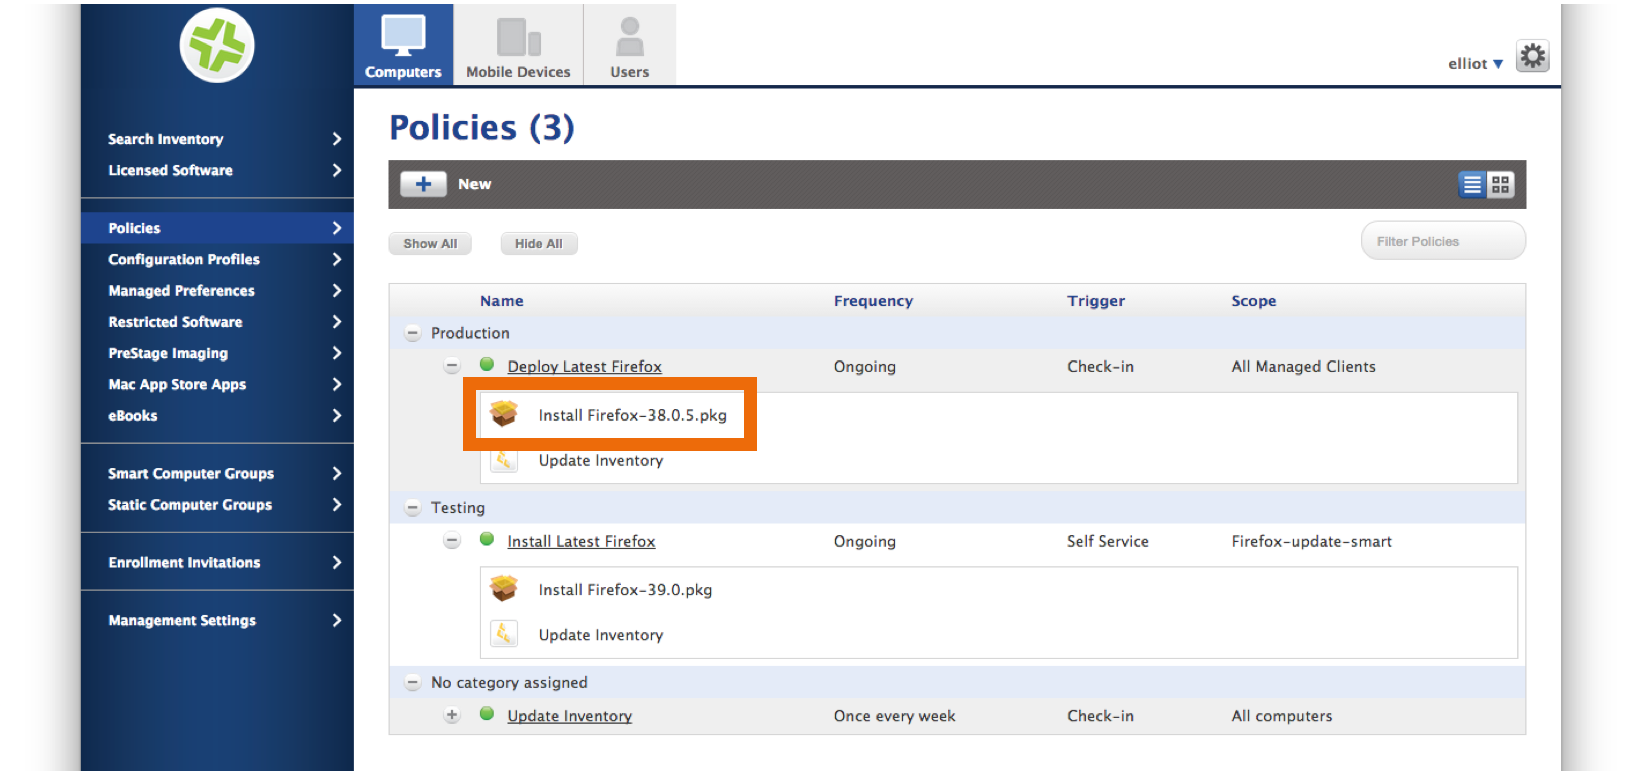 Computers
Mobile Devices
Users
elliot ▼
Search Inventory
Licensed Software
Policies
Configuration Profiles
Managed Preferences
Restricted Software
PreStage Imaging
Mac App Store Apps
eBooks
Smart Computer Groups
Static Computer Groups
Enrollment Invitations
Management Settings
Policies (3)
New
Show All Hide All Filter Policies
Name Frequency Trigger Scope
Production
Deploy Latest Firefox Ongoing Check-in All Managed Clients
Install Firefox-38.0.5.pkg
Update Inventory
Testing
Install Latest Firefox Ongoing Self Service Firefox-update-smart
Install Firefox-39.0.pkg
Update Inventory
No category assigned
Update Inventory Once every week Check-in All computers